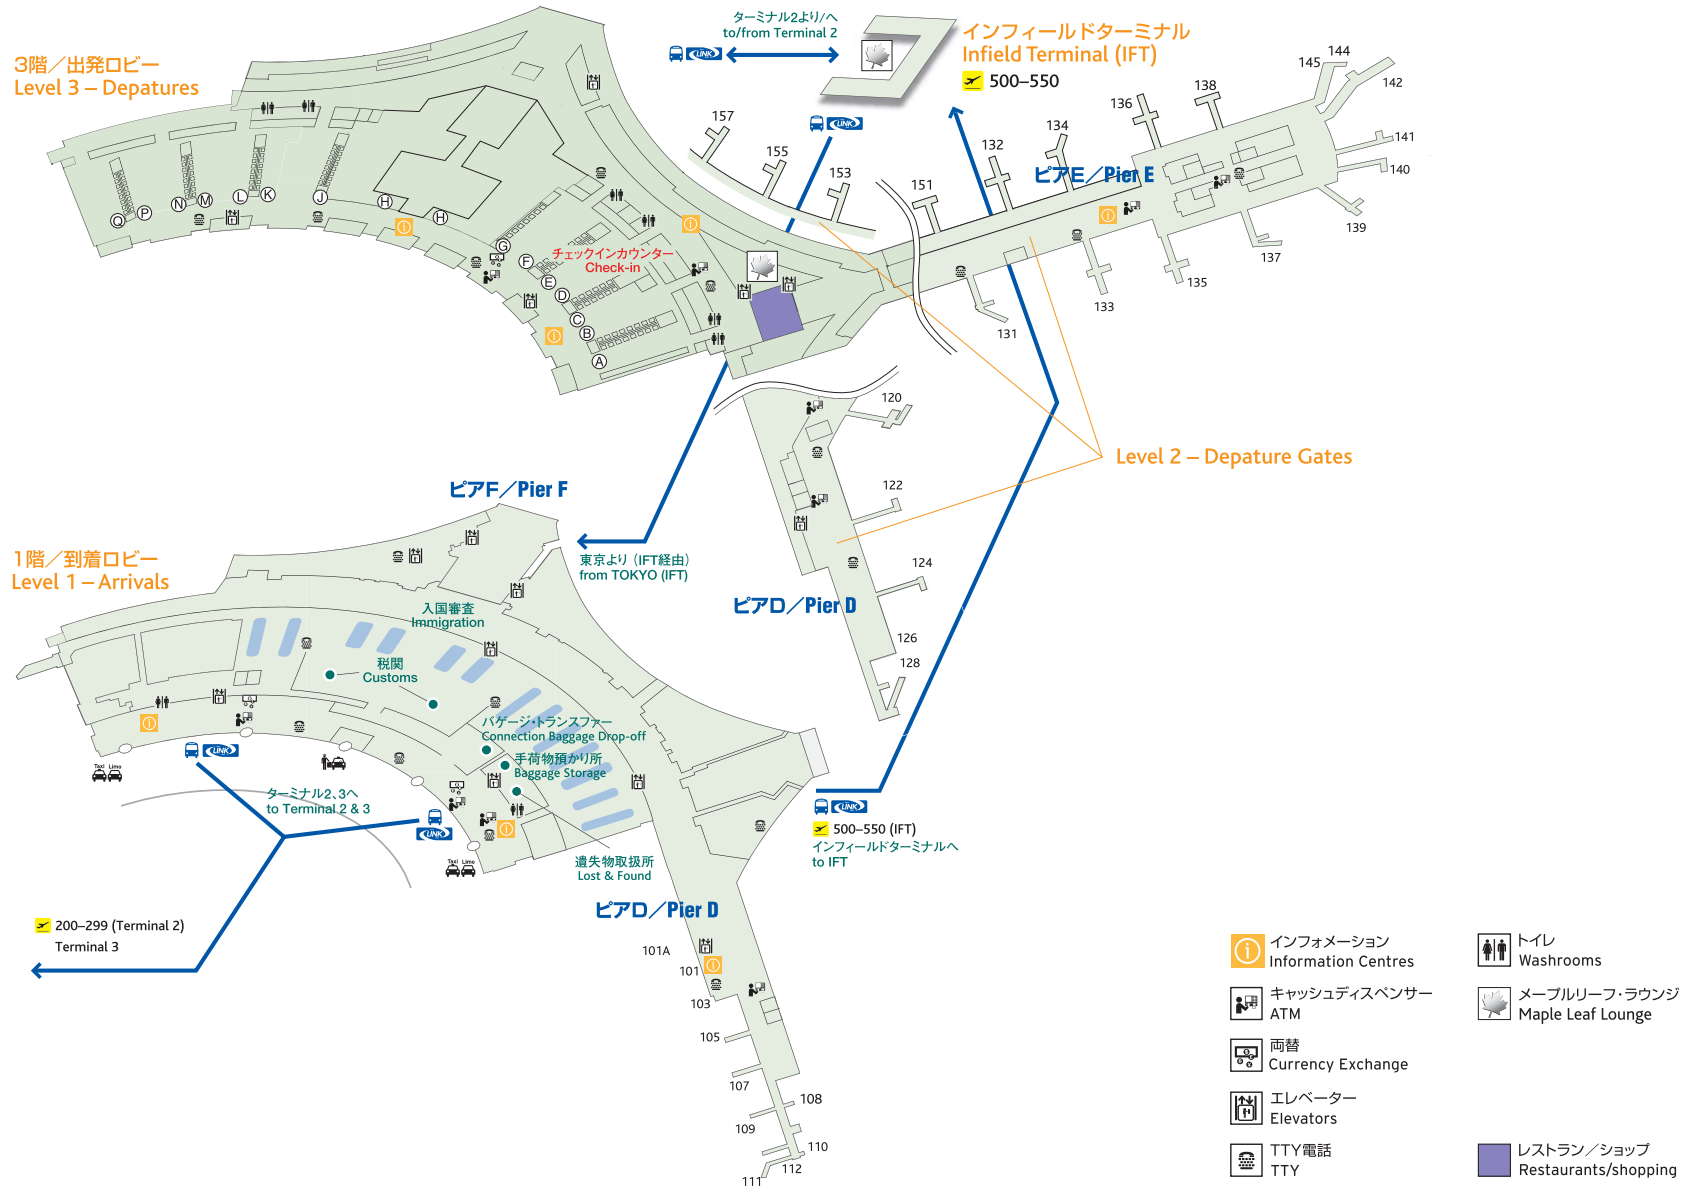 3階／出発ロビー
Level 3 – Depatures
ターミナル2より/へ
to/from Terminal 2
LINK
インフィールドターミナル
Infield Terminal (IFT)
500–550
LINK
157
155
153
151
132
134
136
138
145
144
142
141
140
139
137
135
133
131
ピアE／Pier E
Q
P
N
M
L
K
J
H
H
G
F
E
D
C
B
A
チェックインカウンター
Check-in
Level 2 – Depature Gates
120
122
124
126
128
ピアD／Pier D
ピアF／Pier F
東京より（IFT経由）
from TOKYO (IFT)
1階／到着ロビー
Level 1 – Arrivals
入国審査
Immigration
税関
Customs
バゲージ・トランスファー
Connection Baggage Drop-off
手荷物預かり所
Baggage Storage
遺失物取扱所
Lost & Found
Taxi Limo
LINK
ターミナル2、3へ
to Terminal 2 & 3
LINK
Taxi Limo
LINK
500–550 (IFT)
インフィールドターミナルへ
to IFT
200–299 (Terminal 2)
Terminal 3
ピアD／Pier D
101A
101
103
105
107
108
109
110
112
111
インフォメーション
Information Centres
キャッシュディスペンサー
ATM
両替
Currency Exchange
エレベーター
Elevators
TTY電話
TTY
トイレ
Washrooms
メープルリーフ・ラウンジ
Maple Leaf Lounge
レストラン／ショップ
Restaurants/shopping